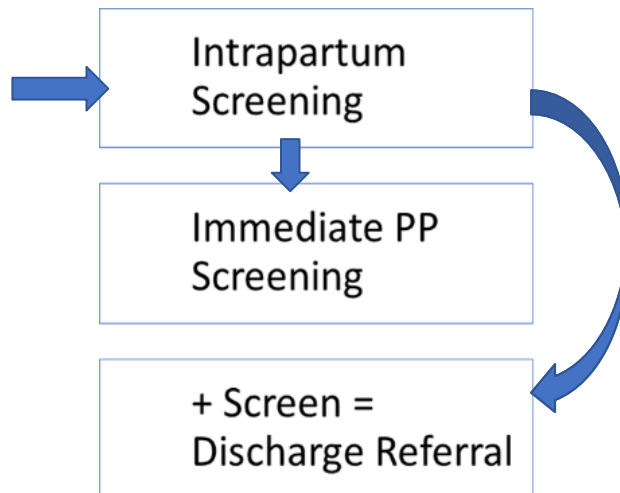 Intrapartum
Screening
Immediate PP
Screening
+ Screen =
Discharge Referral